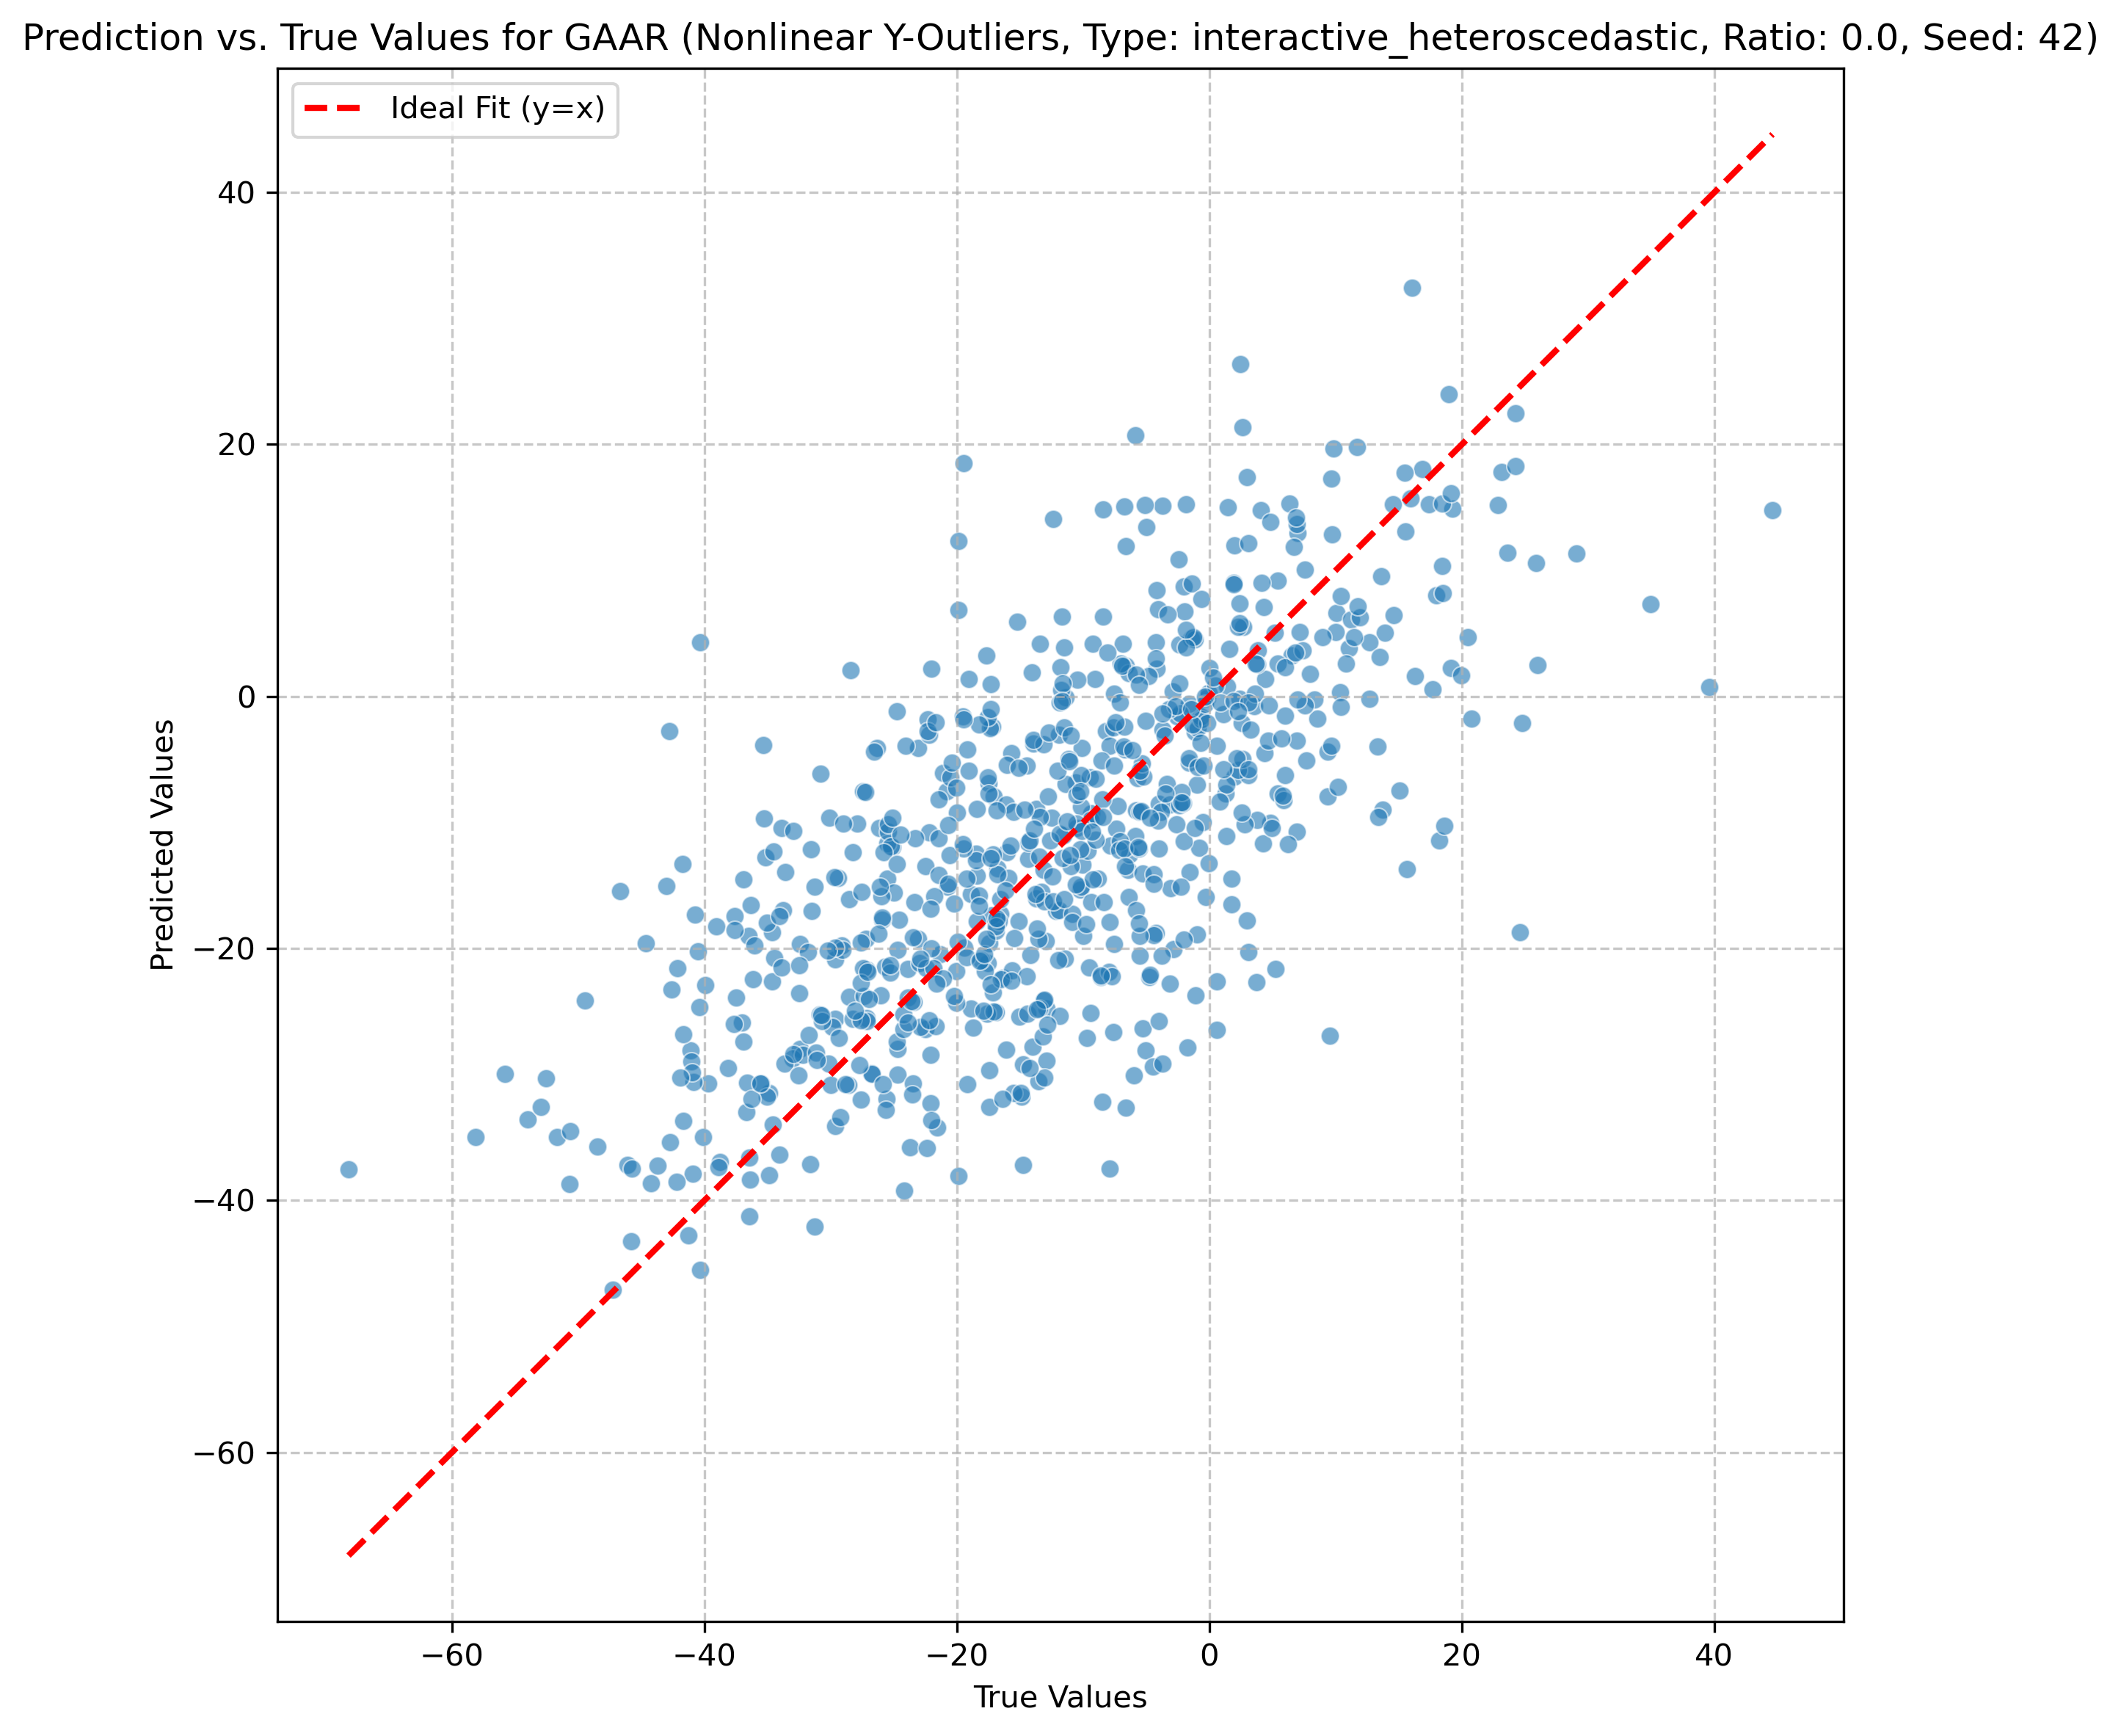 Prediction vs. True Values for GAAR (Nonlinear Y-Outliers, Type: interactive_heteroscedastic, Ratio: 0.0, Seed: 42)
Ideal Fit (y=x)
40
20
0
−20
−40
−60
Predicted Values
−60 −40 −20 0 20 40
True Values